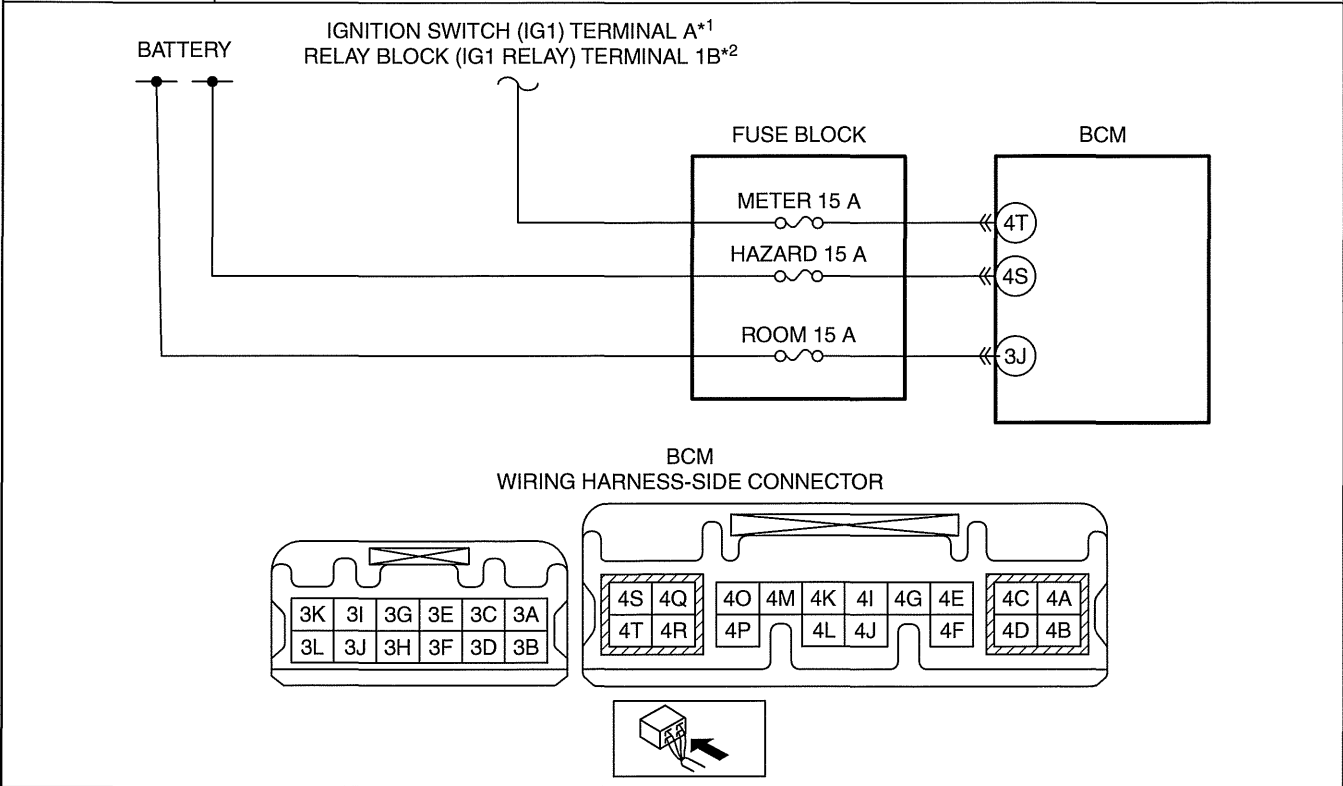 IGNITION SWITCH (IG1) TERMINAL A*1
BATTERY
RELAY BLOCK (IG1 RELAY) TERMINAL 1B*2
FUSE BLOCK
BCM
METER 15 A
4T
HAZARD 15 A
4S
ROOM 15 A
3J
BCM
WIRING HARNESS-SIDE CONNECTOR
3K 3I 3G 3E 3C 3A
3L 3J 3H 3F 3D 3B
4S 4Q 4O 4M 4K 4I 4G 4E 4C 4A
4T 4R 4P 4L 4J 4F 4D 4B